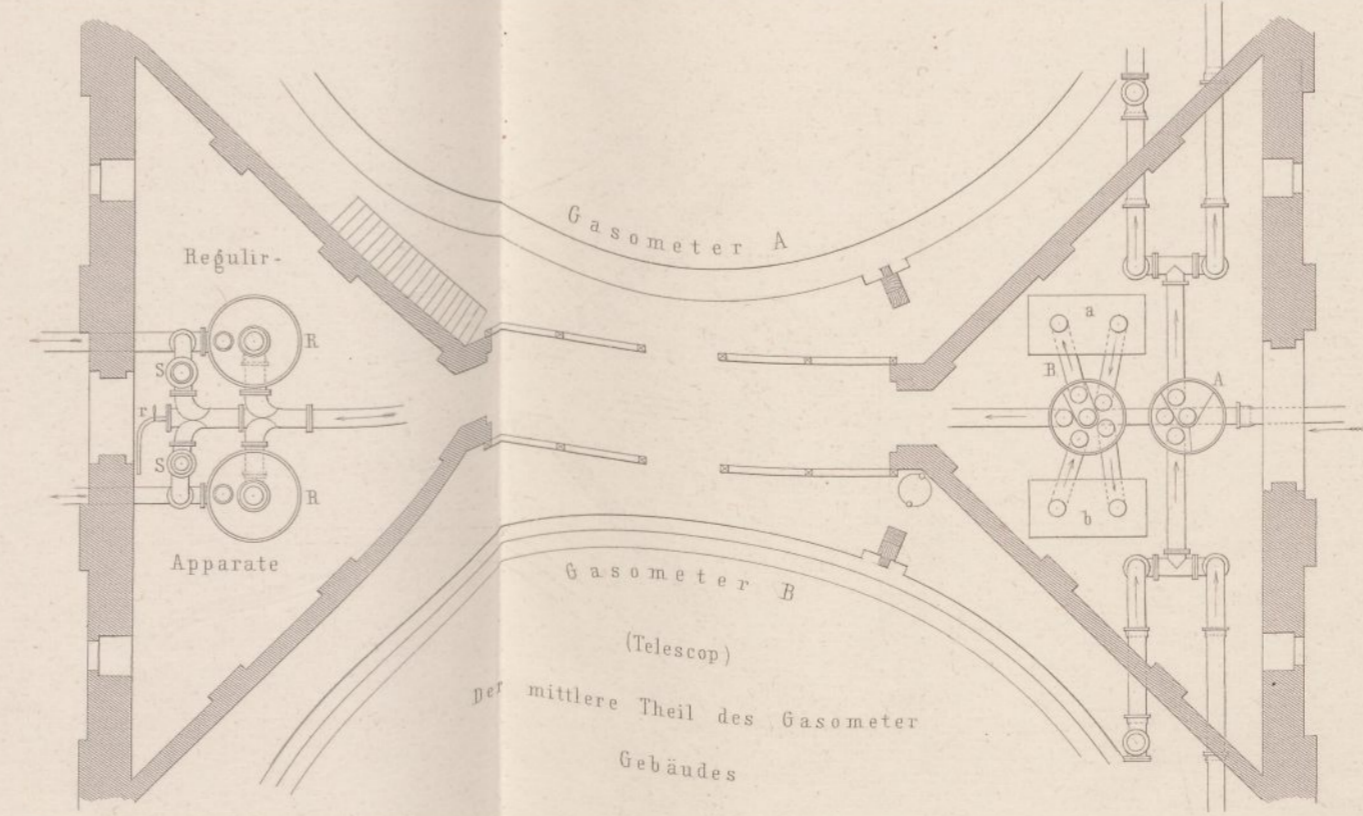 Gasometer A
Regulir-
R
S
r
S
R
Apparate
a
B
A
b
Gasometer B
(Telescop)
Der mittlere Theil des Gasometer
Gebäudes